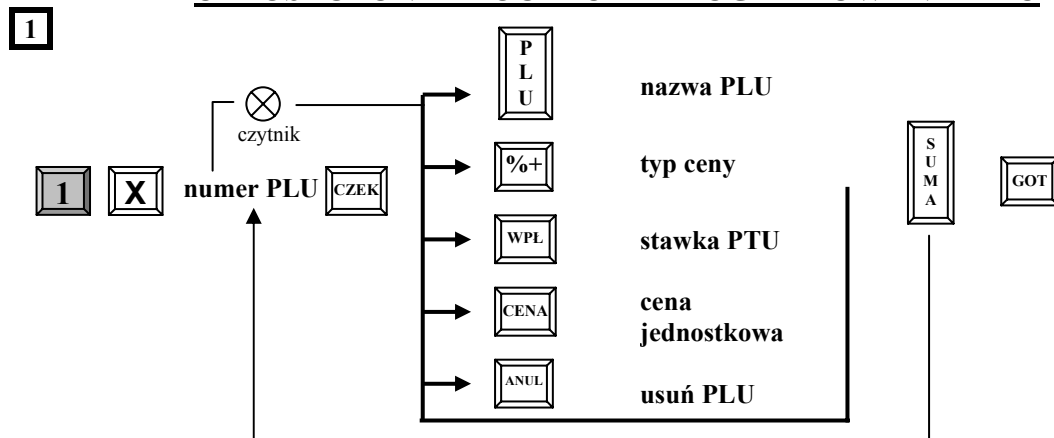 1
P
L
U
nazwa PLU
czytnik
%+
typ ceny
1 X numer PLU CZEK
S
U
M
A
GOT
WPŁ
stawka PTU
CENA
cena
jednostkowa
ANUL
usuń PLU